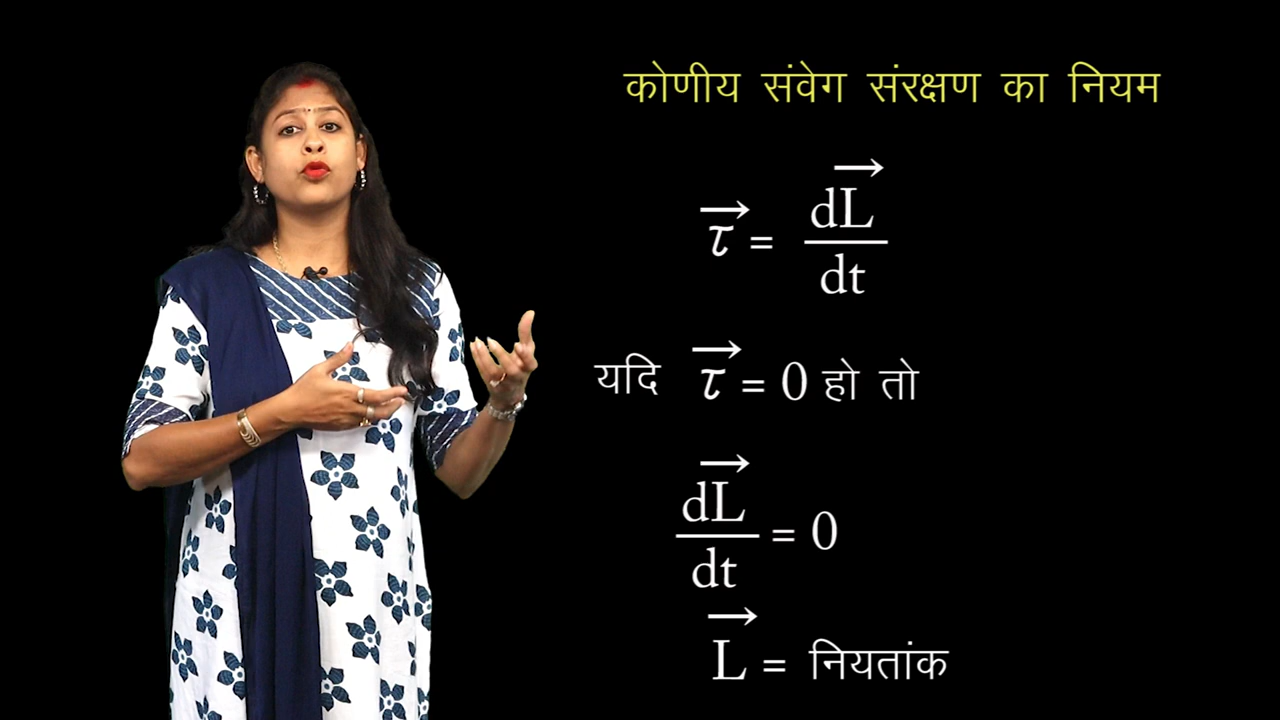 कोणीय संवेग संरक्षण का नियम
τ⃗ = dL⃗/dt
यदि τ⃗ = 0 हो तो
dL⃗/dt = 0
L⃗ = नियतांक